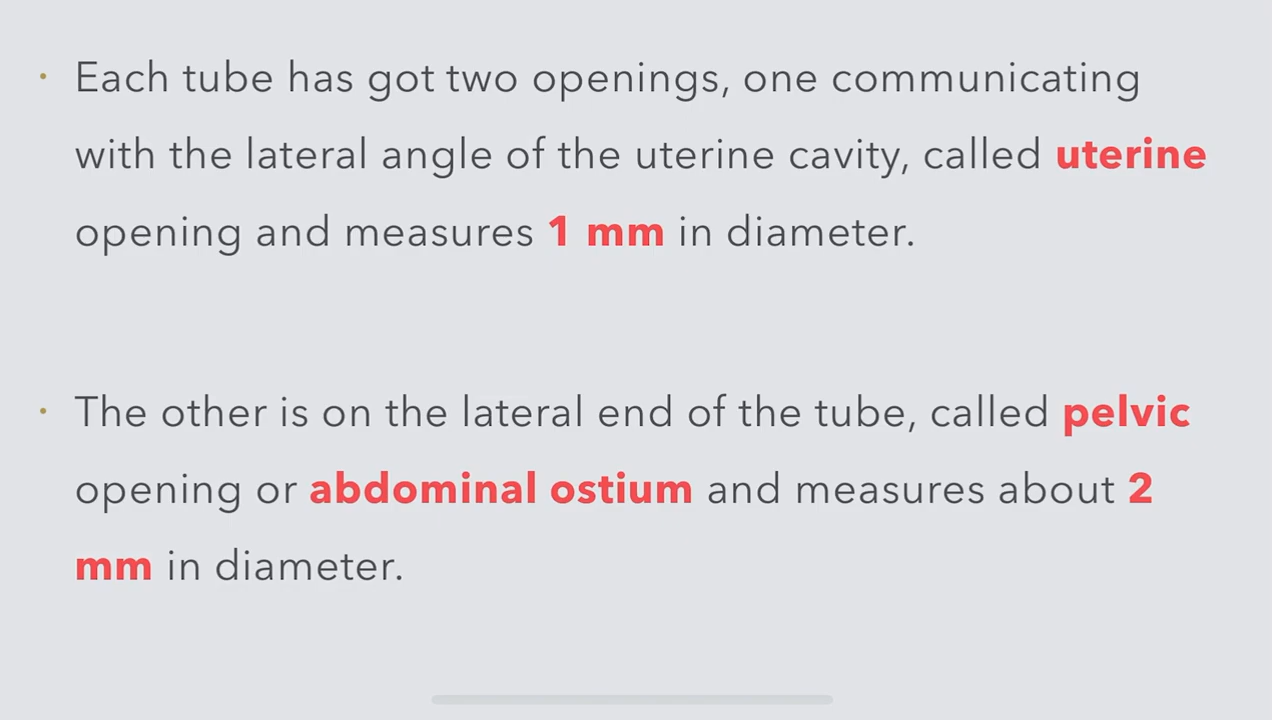 • Each tube has got two openings, one communicating
with the lateral angle of the uterine cavity, called uterine
opening and measures 1 mm in diameter.
• The other is on the lateral end of the tube, called pelvic
opening or abdominal ostium and measures about 2
mm in diameter.